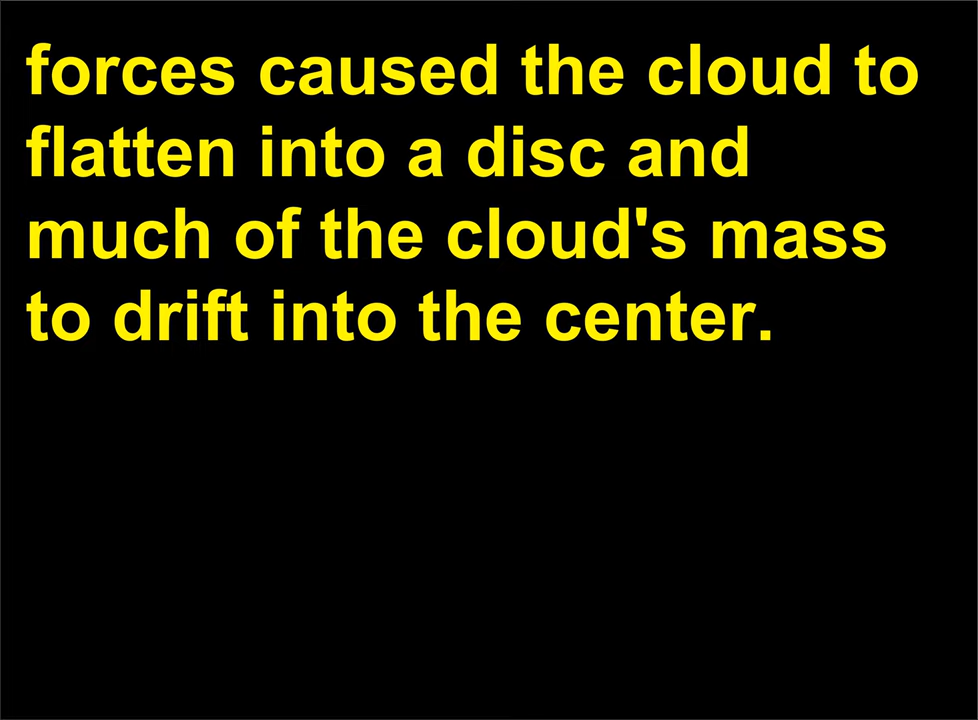 forces caused the cloud to
flatten into a disc and
much of the cloud's mass
to drift into the center.